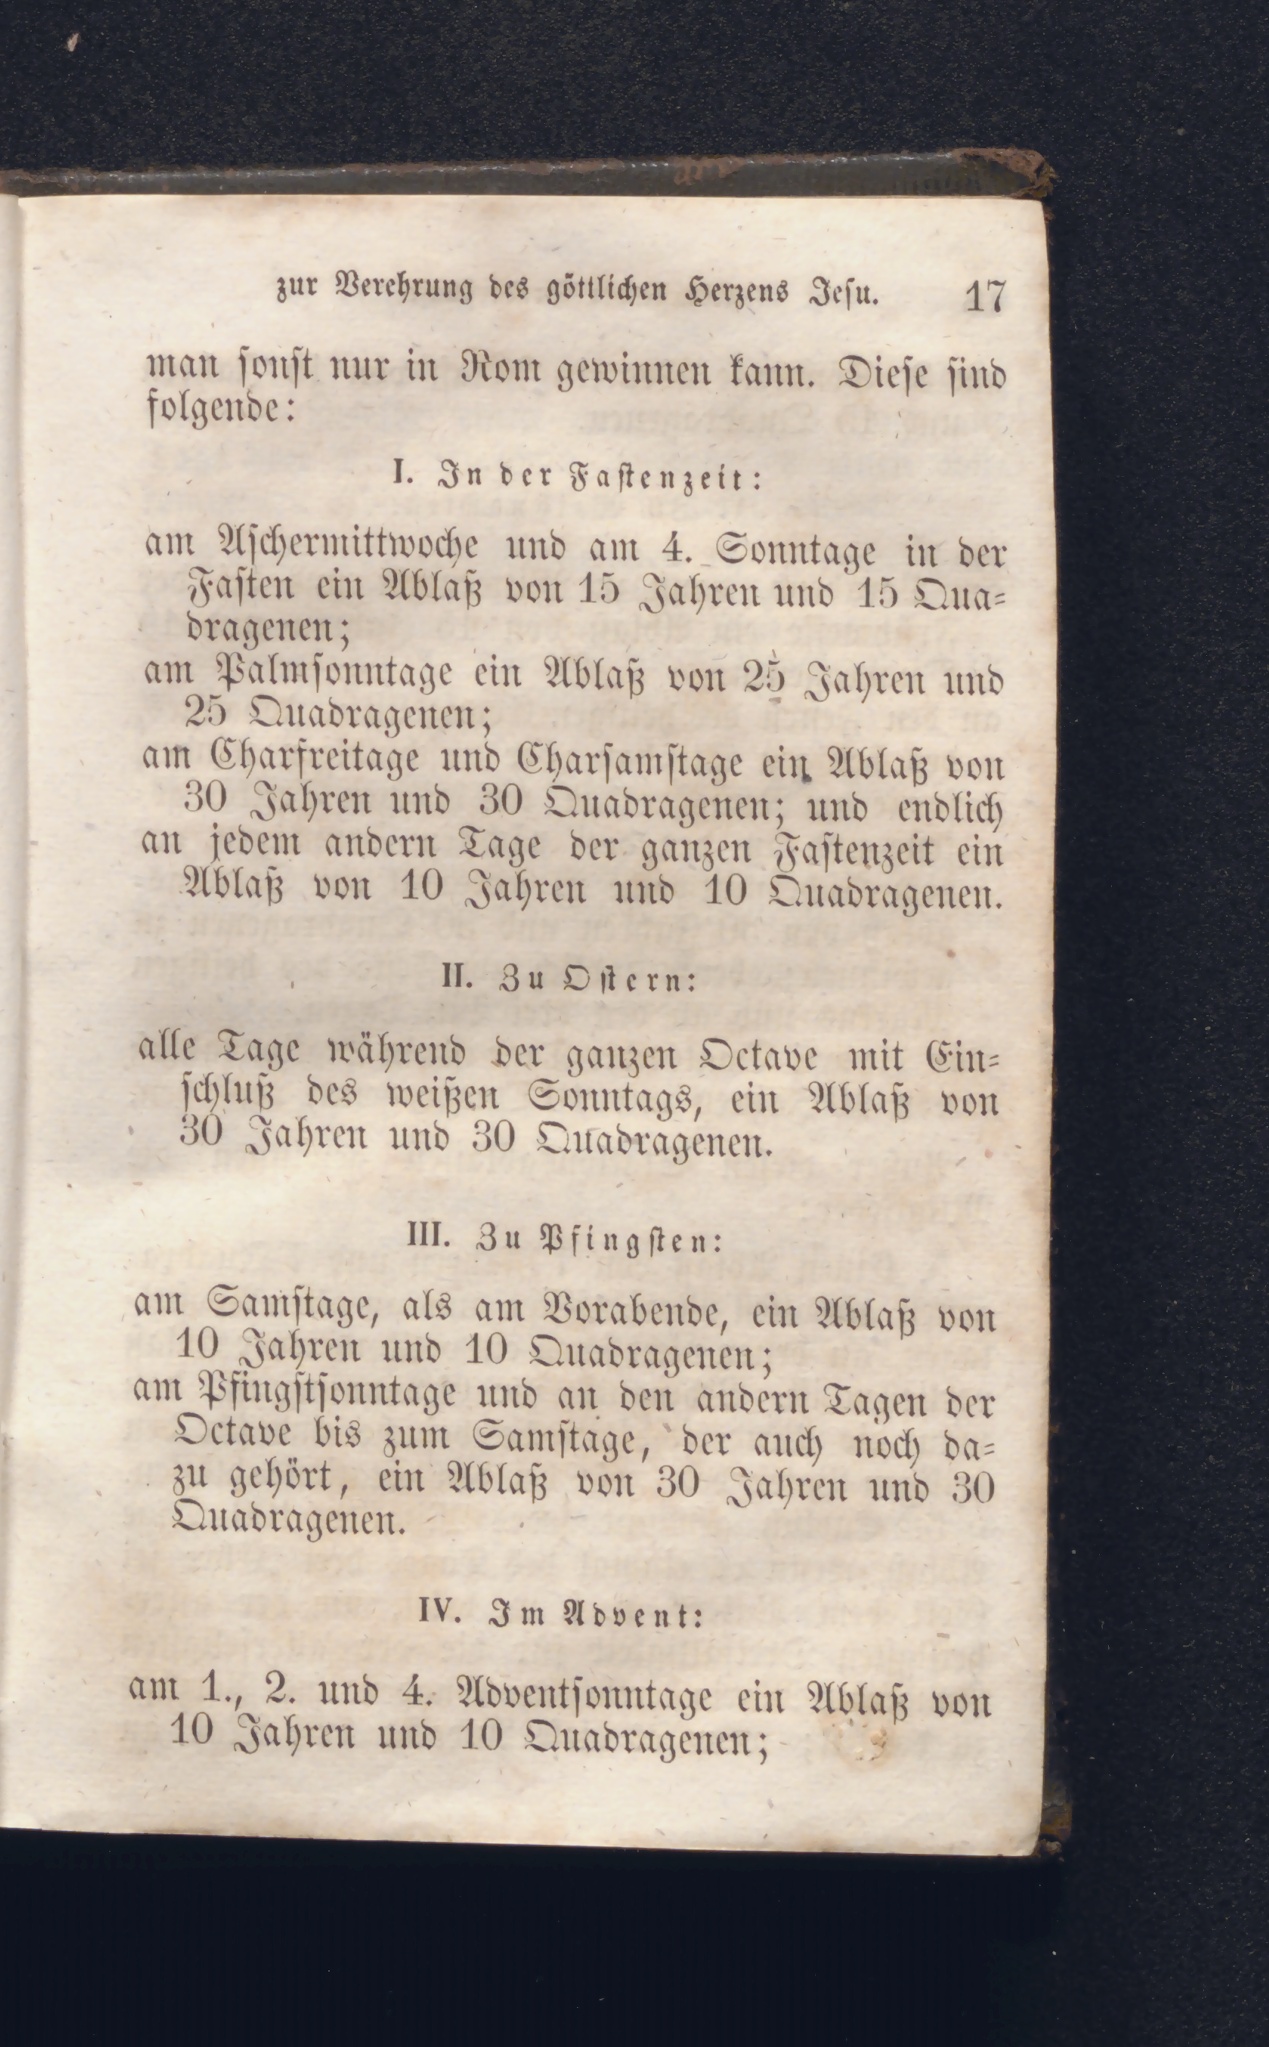 zur Verehrung des göttlichen Herzens Jesu. 17
man sonst nur in Rom gewinnen kann. Diese sind
folgende:
I. In der Fastenzeit:
am Aschermittwoche und am 4. Sonntage in der
Fasten ein Ablaß von 15 Jahren und 15 Qua-
dragenen;
am Palmsonntage ein Ablaß von 25 Jahren und
25 Quadragenen;
am Charfreitage und Charsamstage ein Ablaß von
30 Jahren und 30 Quadragenen; und endlich
an jedem andern Tage der ganzen Fastenzeit ein
Ablaß von 10 Jahren und 10 Quadragenen.
II. Zu Ostern:
alle Tage während der ganzen Octave mit Ein-
schluß des weißen Sonntags, ein Ablaß von
30 Jahren und 30 Quadragenen.
III. Zu Pfingsten:
am Samstage, als am Vorabende, ein Ablaß von
10 Jahren und 10 Quadragenen;
am Pfingstsonntage und an den andern Tagen der
Octave bis zum Samstage, der auch noch da-
zu gehört, ein Ablaß von 30 Jahren und 30
Quadragenen.
IV. Im Advent:
am 1., 2. und 4. Adventsonntage ein Ablaß von
10 Jahren und 10 Quadragenen;